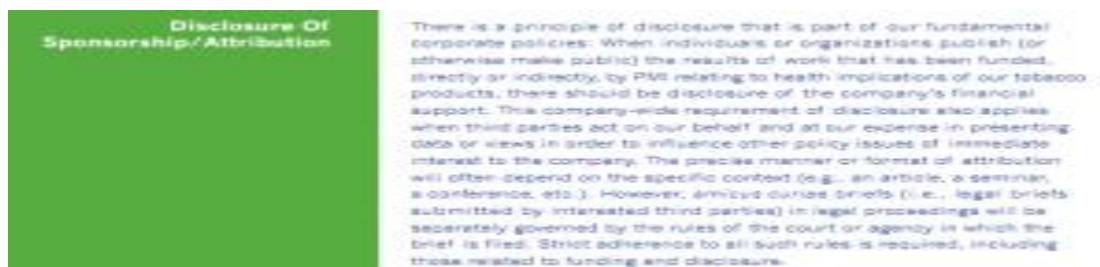 Disclosure Of
Sponsorship/Attribution
There is a principle of disclosure that is part of our fundamental
corporate policies: When individuals or organizations publish (or
otherwise make public) the results of work that has been funded,
directly or indirectly, by PMI relating to health implications of our tobacco
products, there should be disclosure of the company's financial
support. This company-wide requirement of disclosure also applies
when third parties act on our behalf and at our expense in presenting
data or views in order to influence other policy issues of immediate
interest to the company. The precise manner or format of attribution
will often depend on the specific context (e.g., an article, a seminar,
a conference, etc.). However, amicus curiae briefs (i.e., legal briefs
submitted by interested third parties) in legal proceedings will be
separately governed by the rules of the court or agency in which the
brief is filed. Strict adherence to all such rules is required, including
those related to funding and disclosure.